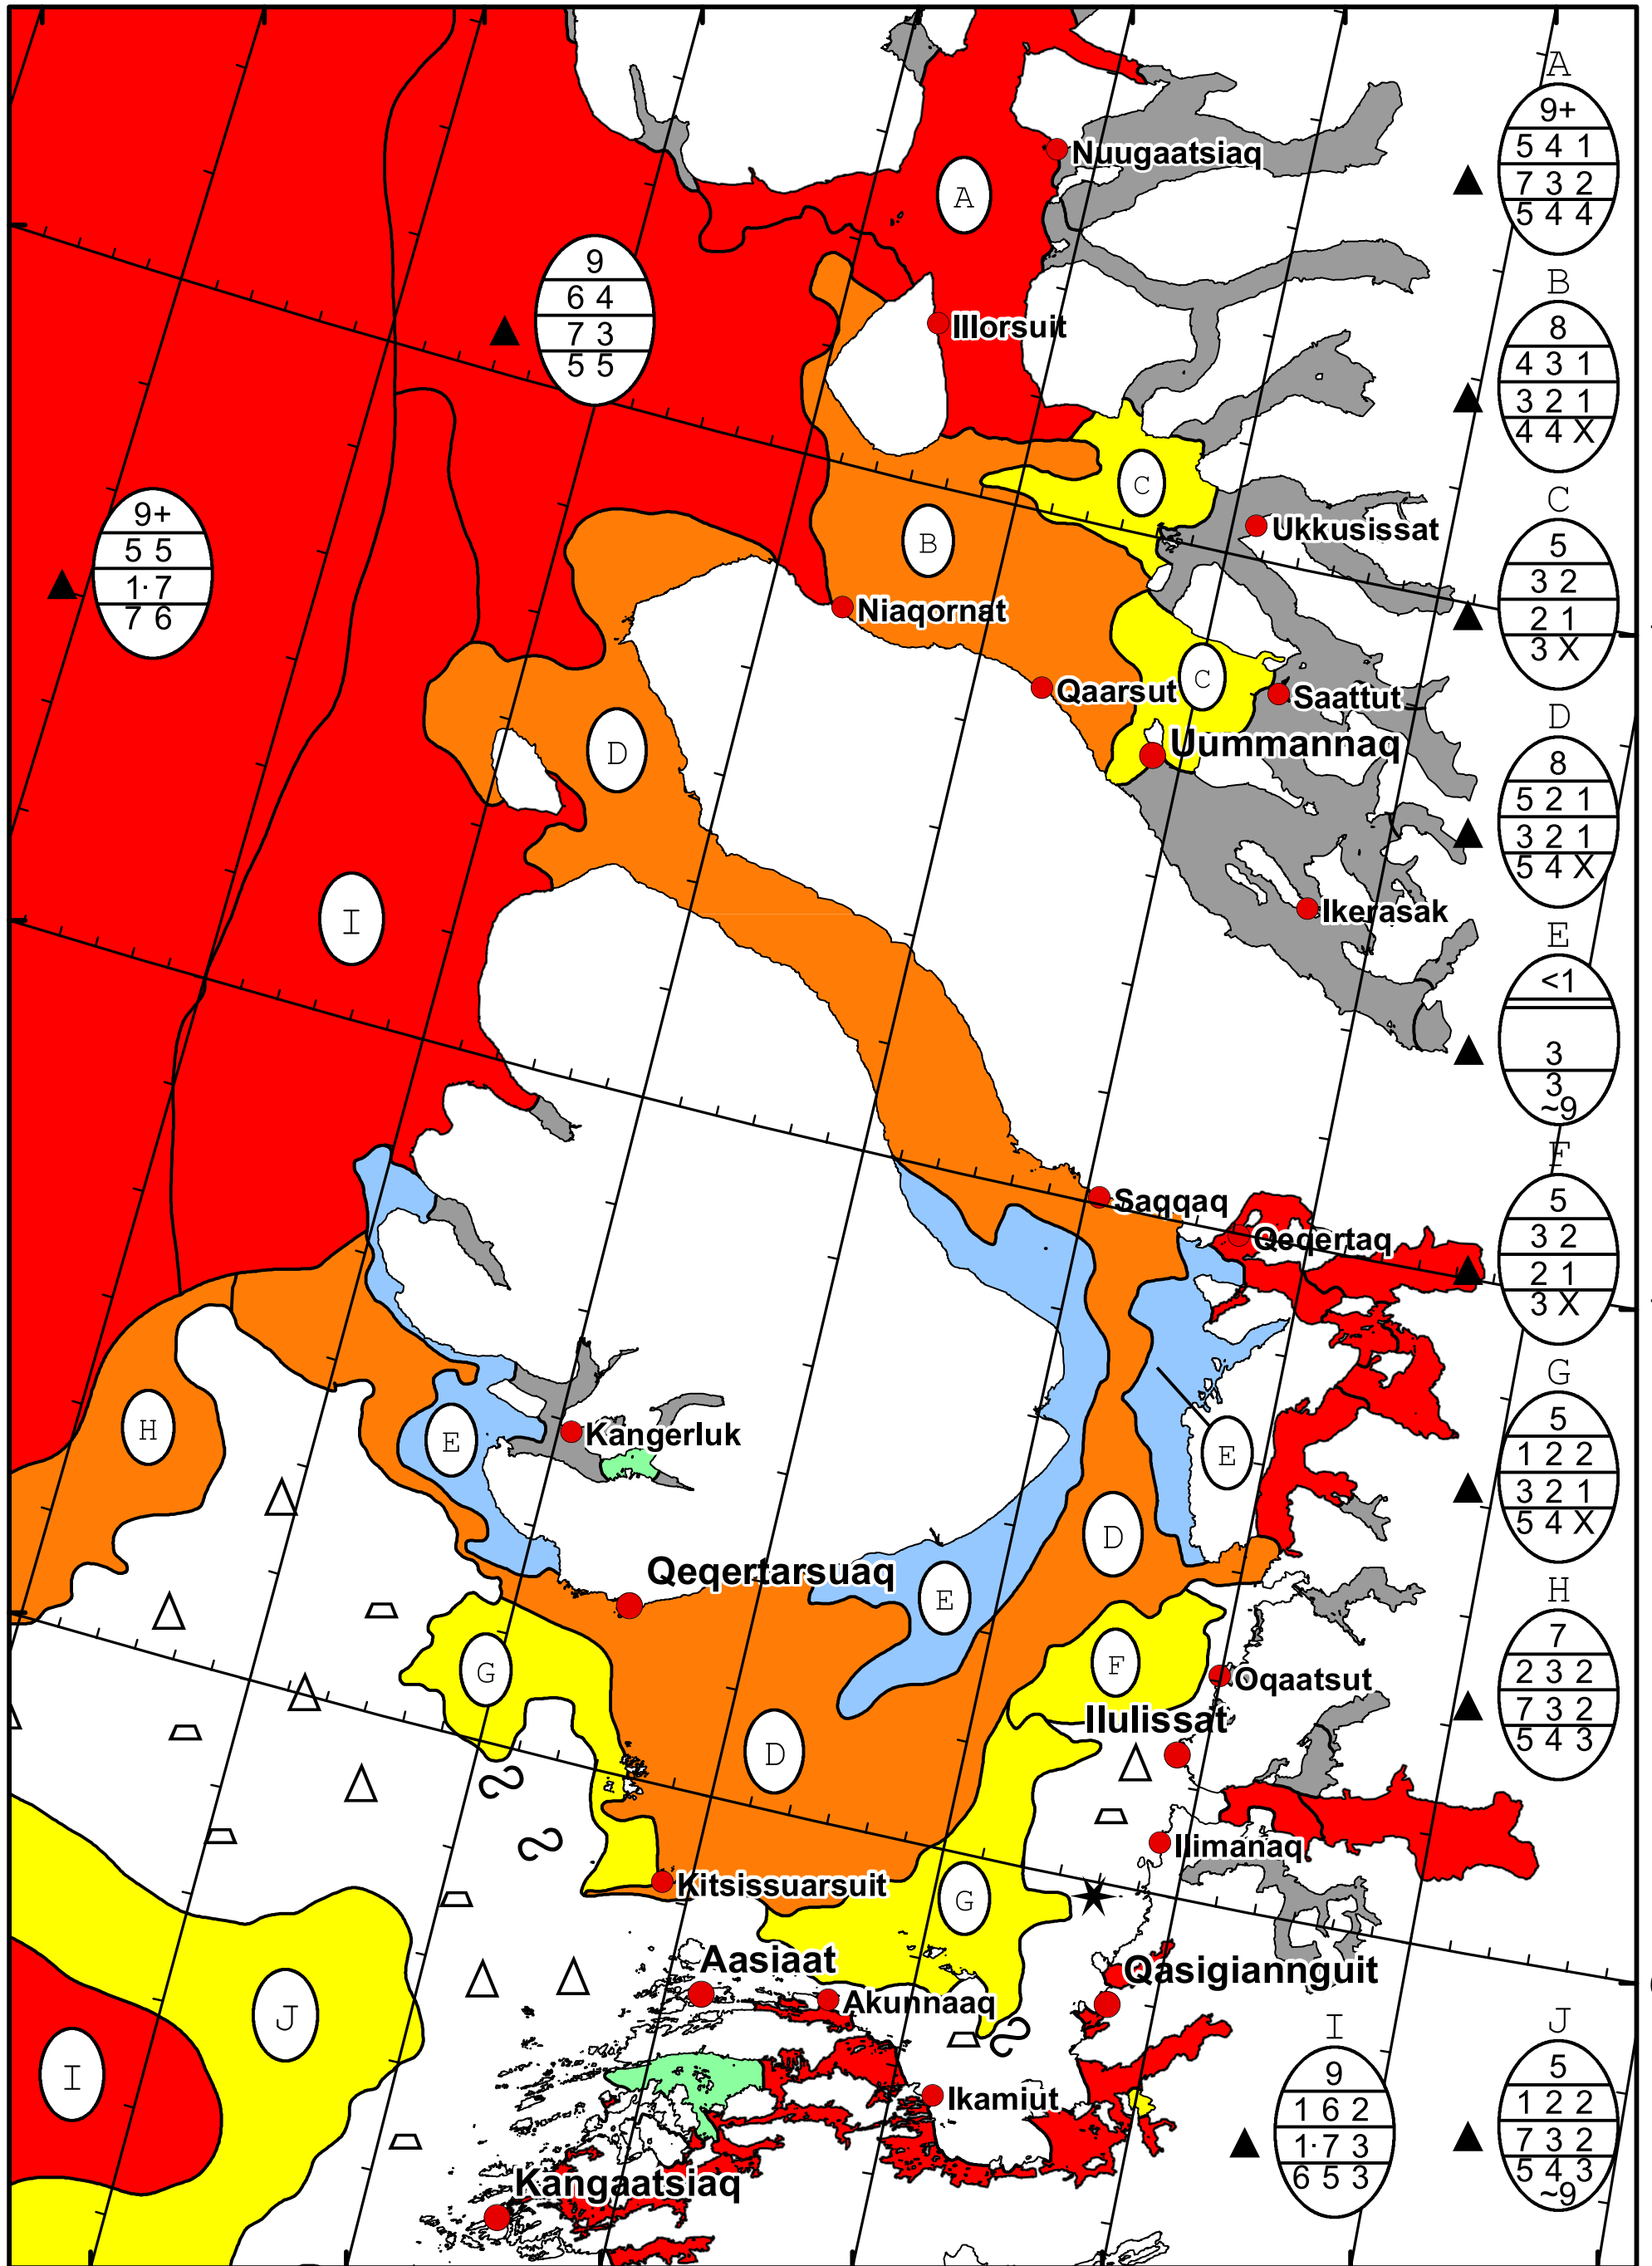 A
9+
5 4 1
7 3 2
5 4 4
Nuugaatsiaq
A
9
6 4
7 3
5 5
B
8
4 3 1
3 2 1
4 4 X
Illorsuit
C
9+
5 5
1· 7
7 6
C
5
3 2
2 1
3 X
Ukkusissat
B
Niaqornat
Qaarsut
C
Saattut
Uummannaq
D
D
8
5 2 1
3 2 1
5 4 X
I
Ikerasak
E
<1
3
3
~9
Saqqaq
Qeqertaq
F
5
3 2
2 1
3 X
H
E
Kangerluk
E
G
5
1 2 2
3 2 1
5 4 X
D
Qeqertarsuaq
E
H
7
2 3 2
7 3 2
5 4 3
G
F
Oqaatsut
Ilulissat
D
Ilimanaq
Kitsissuarsuit
G
Aasiaat
Qasigiannguit
Akunnaaq
J
I
Ikamiut
I
9
1 6 2
1· 7 3
6 5 3
J
5
1 2 2
7 3 2
5 4 3
~9
Kangaatsiaq